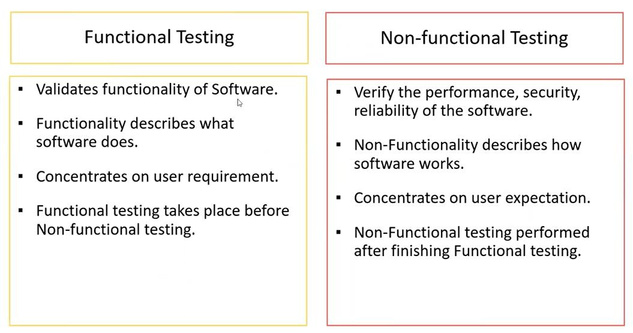 Functional Testing
Non-functional Testing
▪ Validates functionality of Software.
▪ Functionality describes what
software does.
▪ Concentrates on user requirement.
▪ Functional testing takes place before
Non-functional testing.
▪ Verify the performance, security,
reliability of the software.
▪ Non-Functionality describes how
software works.
▪ Concentrates on user expectation.
▪ Non-Functional testing performed
after finishing Functional testing.